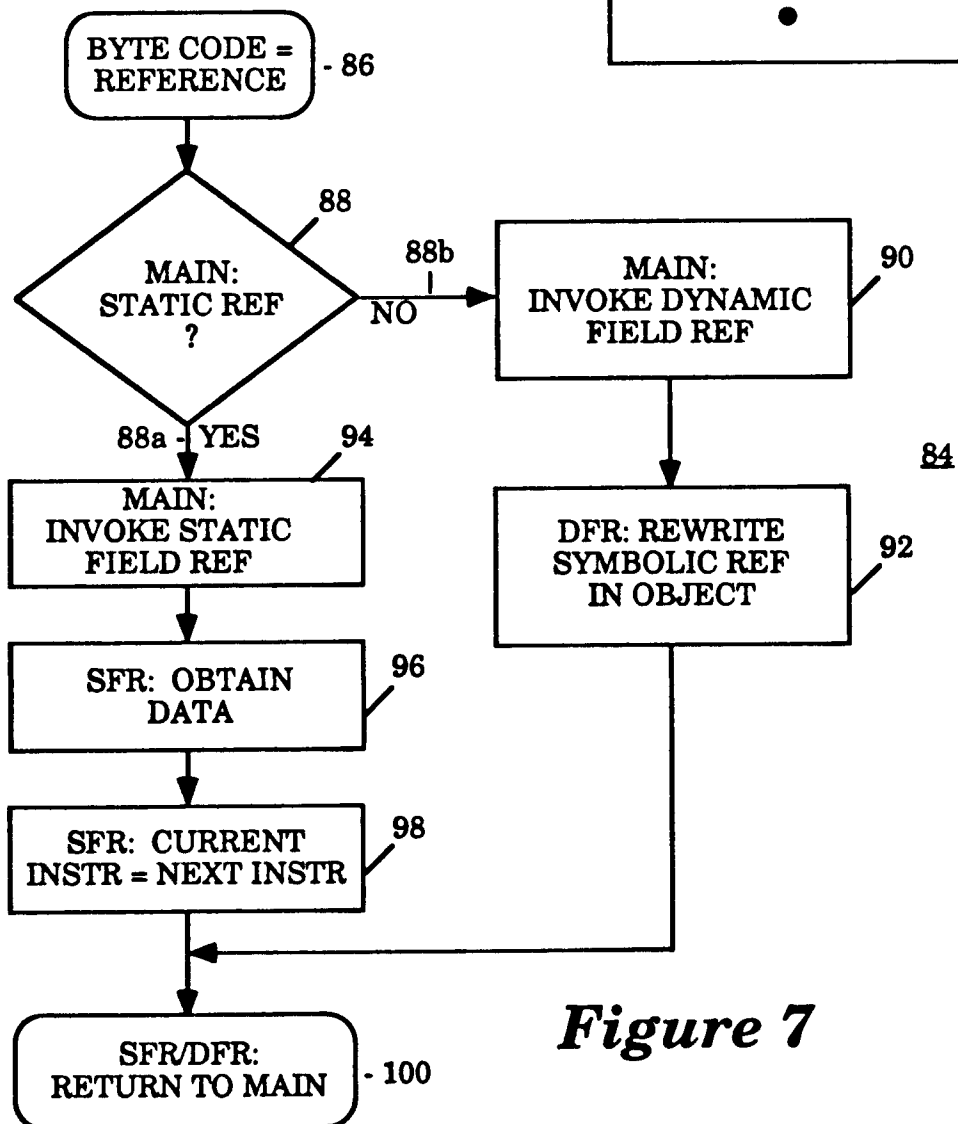 BYTE CODE =
REFERENCE
- 86
88
MAIN:
STATIC REF
?
88b
NO
MAIN:
INVOKE DYNAMIC
FIELD REF
90
88a - YES
94
MAIN:
INVOKE STATIC
FIELD REF
84
DFR: REWRITE
SYMBOLIC REF
IN OBJECT
92
SFR: OBTAIN
DATA
96
SFR: CURRENT
INSTR = NEXT INSTR
98
SFR/DFR:
RETURN TO MAIN
- 100
Figure 7